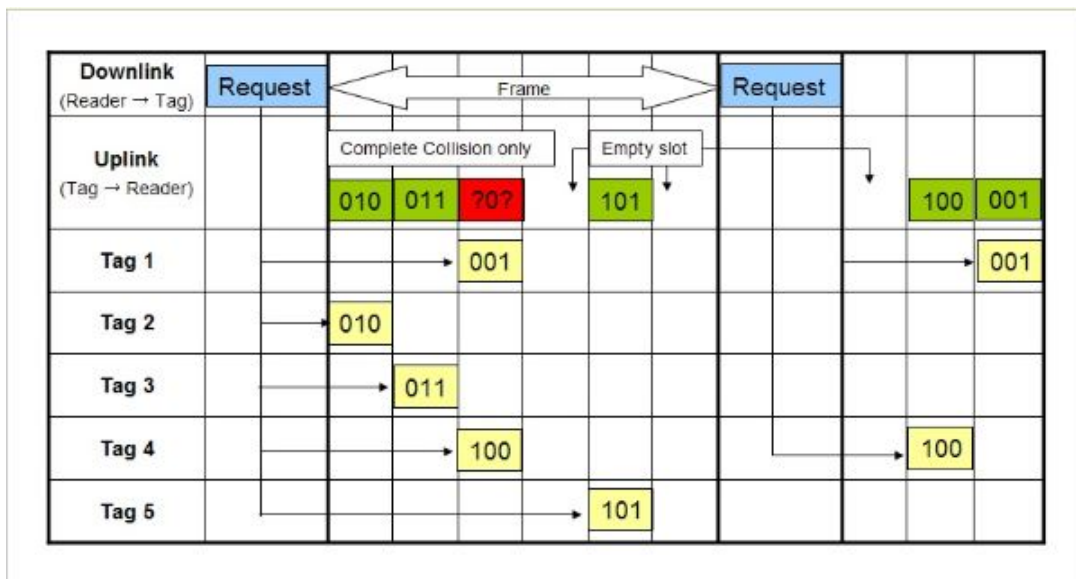 Downlink
(Reader → Tag)
Request
Frame
Request
Uplink
(Tag → Reader)
Complete Collision only
Empty slot
010 011 ?0? 101 100 001
Tag 1 001 001
Tag 2 010
Tag 3 011
Tag 4 100 100
Tag 5 101